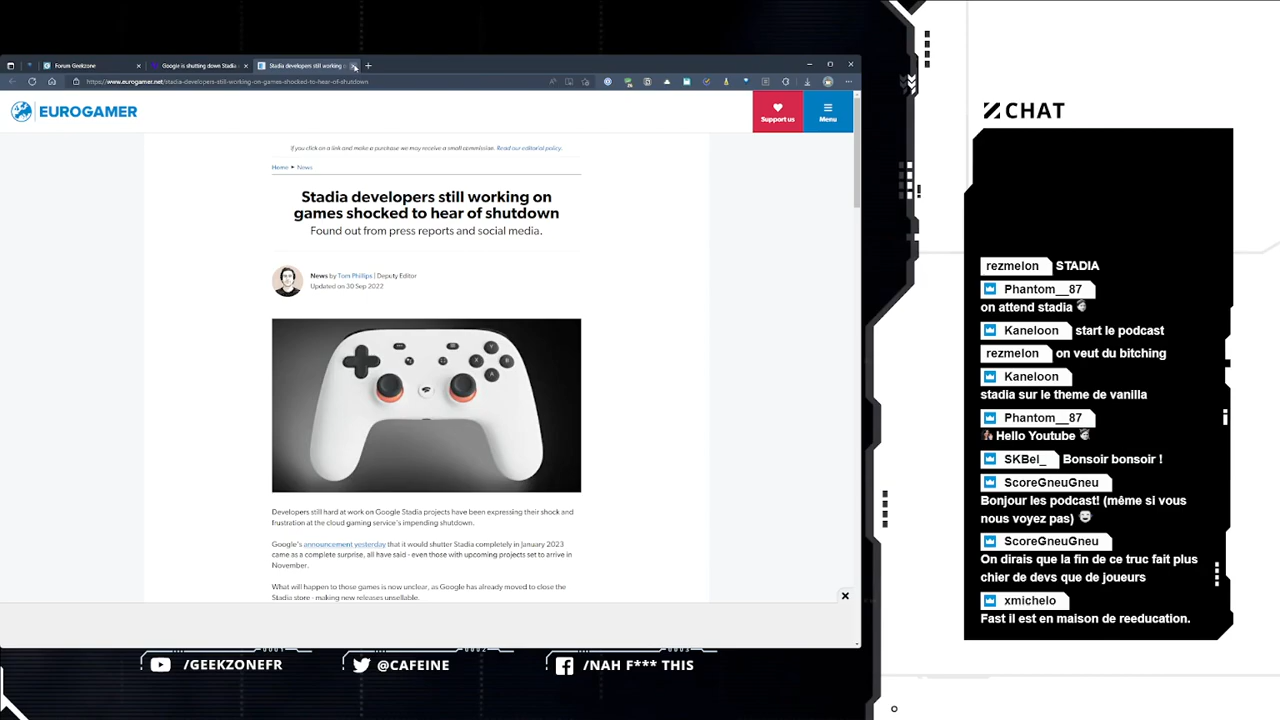 Forum Geekzone
Google is shutting down Stadia
Stadia developers still working o
https://www.eurogamer.net/stadia-developers-still-working-on-games-shocked-to-hear-of-shutdown
EUROGAMER
Support us
Menu
If you click on a link and make a purchase we may receive a small commission. Read our editorial policy.
Home
News
Stadia developers still working on
games shocked to hear of shutdown
Found out from press reports and social media.
News by Tom Phillips | Deputy Editor
Updated on 30 Sep 2022
Y
X
B
A
Developers still hard at work on Google Stadia projects have been expressing their shock and
frustration at the cloud gaming service's impending shutdown.
Google's announcement yesterday that it would shutter Stadia completely in January 2023
came as a complete surprise, all have said - even those with upcoming projects set to arrive in
November.
What will happen to those games is now unclear, as Google has already moved to close the
Stadia store - making new releases unsellable.
0001
0002
0003
/GEEKZONEFR
@CAFEINE
/NAH F*** THIS
CHAT
rezmelon STADIA
Phantom__87
on attend stadia
Kaneloon start le podcast
rezmelon on veut du bitching
Kaneloon
stadia sur le theme de vanilla
Phantom__87
Hello Youtube
SKBel_ Bonsoir bonsoir !
ScoreGneuGneu
Bonjour les podcast! (même si vous
nous voyez pas)
ScoreGneuGneu
On dirais que la fin de ce truc fait plus
chier de devs que de joueurs
xmichelo
Fast il est en maison de reeducation.